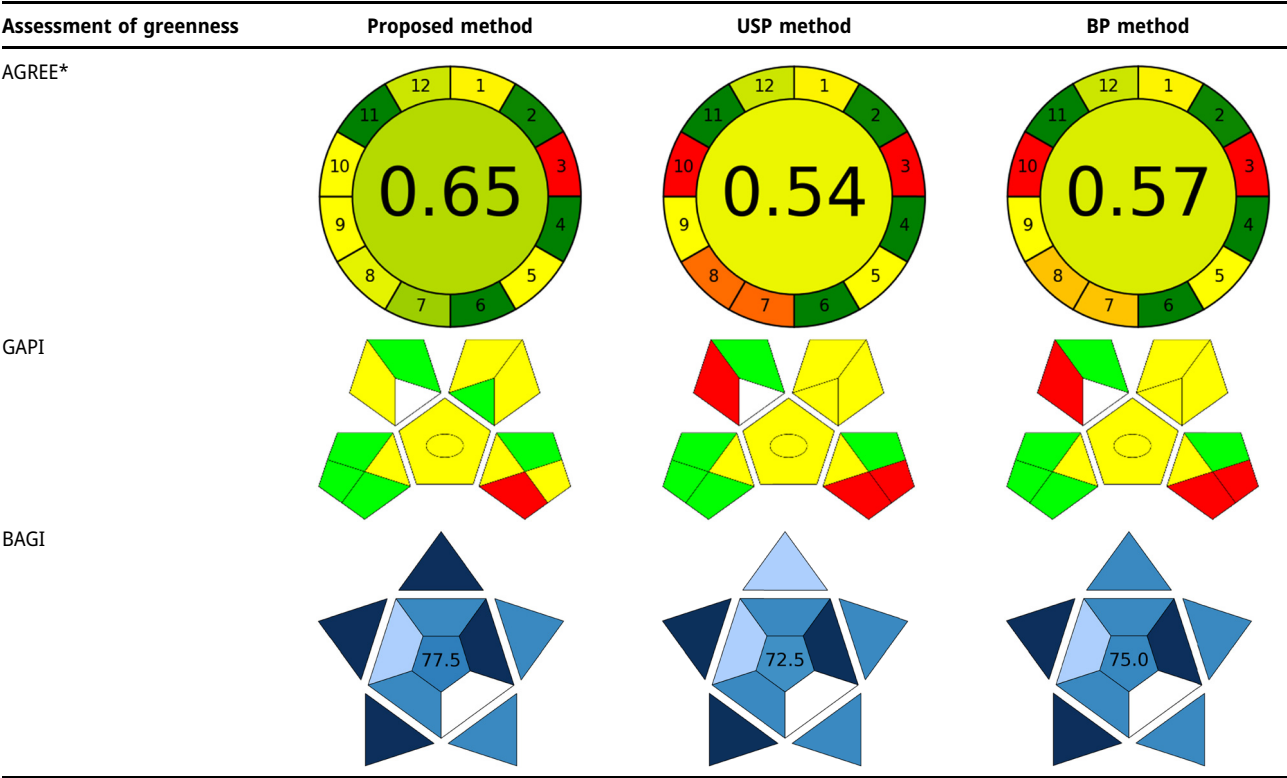 Assessment of greenness Proposed method USP method BP method
AGREE*
12 1 12 1 12 1
11 2 11 2 11 2
10 3 10 3 10 3
0.65 0.54 0.57
9 4 9 4 9 4
8 5 8 5 8 5
7 6 7 6 7 6
GAPI
BAGI
77.5 72.5 75.0